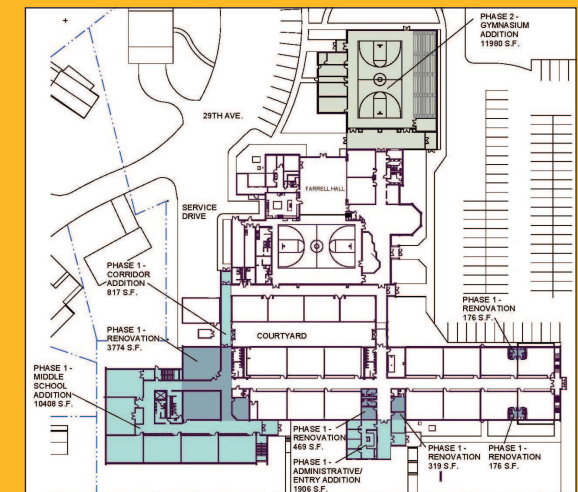 PHASE 2 -
GYMNASIUM
ADDITION
11980 S.F.
29TH AVE.
FARRELL HALL
SERVICE
DRIVE
PHASE 1 -
CORRIDOR
ADDITION
817 S.F.
PHASE 1 -
RENOVATION
176 S.F.
PHASE 1 -
RENOVATION
3774 S.F.
COURTYARD
PHASE 1 -
MIDDLE
SCHOOL
ADDITION
10408 S.F.
PHASE 1 -
RENOVATION
469 S.F.
PHASE 1 -
ADMINISTRATIVE/
ENTRY ADDITION
1906 S.F.
PHASE 1 -
RENOVATION
319 S.F.
PHASE 1 -
RENOVATION
176 S.F.